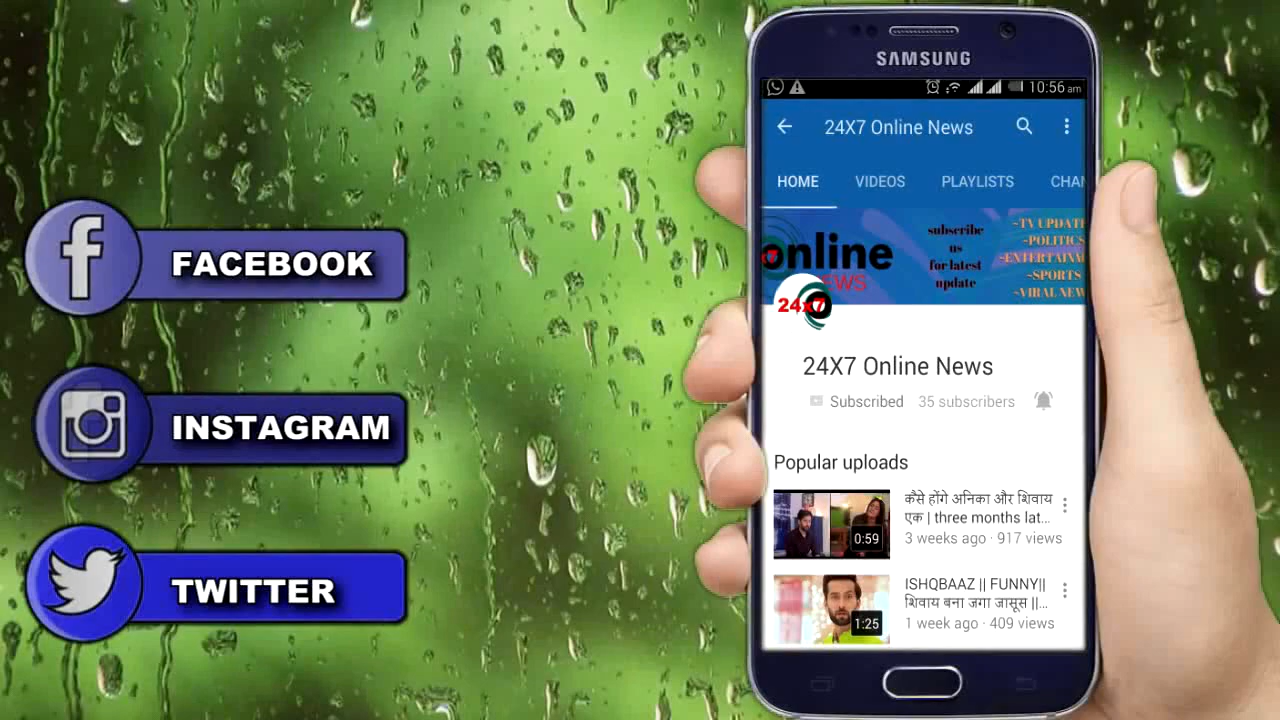 FACEBOOK
INSTAGRAM
TWITTER
SAMSUNG
10:56 am
24X7 Online News
HOME VIDEOS PLAYLISTS CHAN
online
NEWS
24x7
subscribe
us
for latest
update
~TV UPDATE
~POLITICS
~ENTERTAINM
~SPORTS
~VIRAL NEW
24X7 Online News
Subscribed 35 subscribers
Popular uploads
0:59
कैसे होंगे अनिका और शिवाय
एक | three months lat...
3 weeks ago · 917 views
1:25
ISHQBAAZ || FUNNY||
शिवाय बना जगा जासूस ||...
1 week ago · 409 views